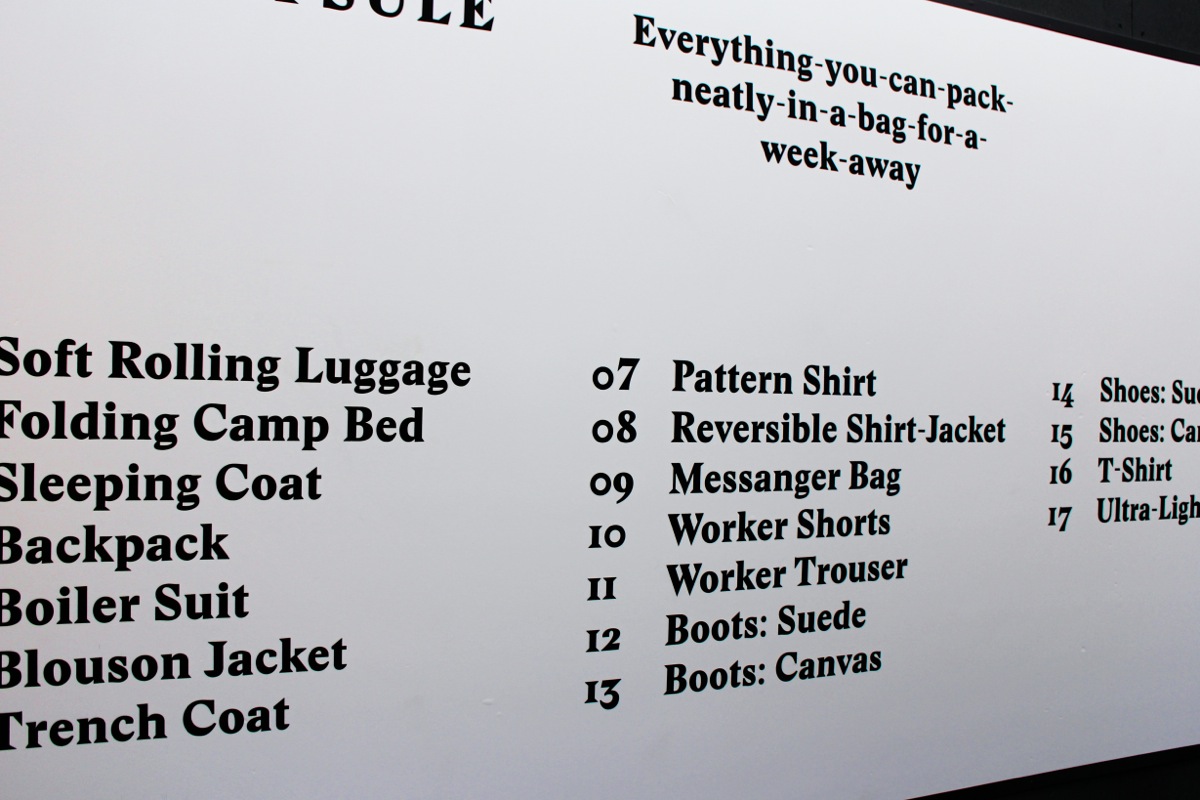 Everything-you-can-pack-
neatly-in-a-bag-for-a-
week-away
Soft Rolling Luggage
Folding Camp Bed
Sleeping Coat
Backpack
Boiler Suit
Blouson Jacket
Trench Coat
07 Pattern Shirt
08 Reversible Shirt-Jacket
09 Messanger Bag
10 Worker Shorts
11 Worker Trouser
12 Boots: Suede
13 Boots: Canvas
14 Shoes:
15 Shoes:
16 T-Shirt
17